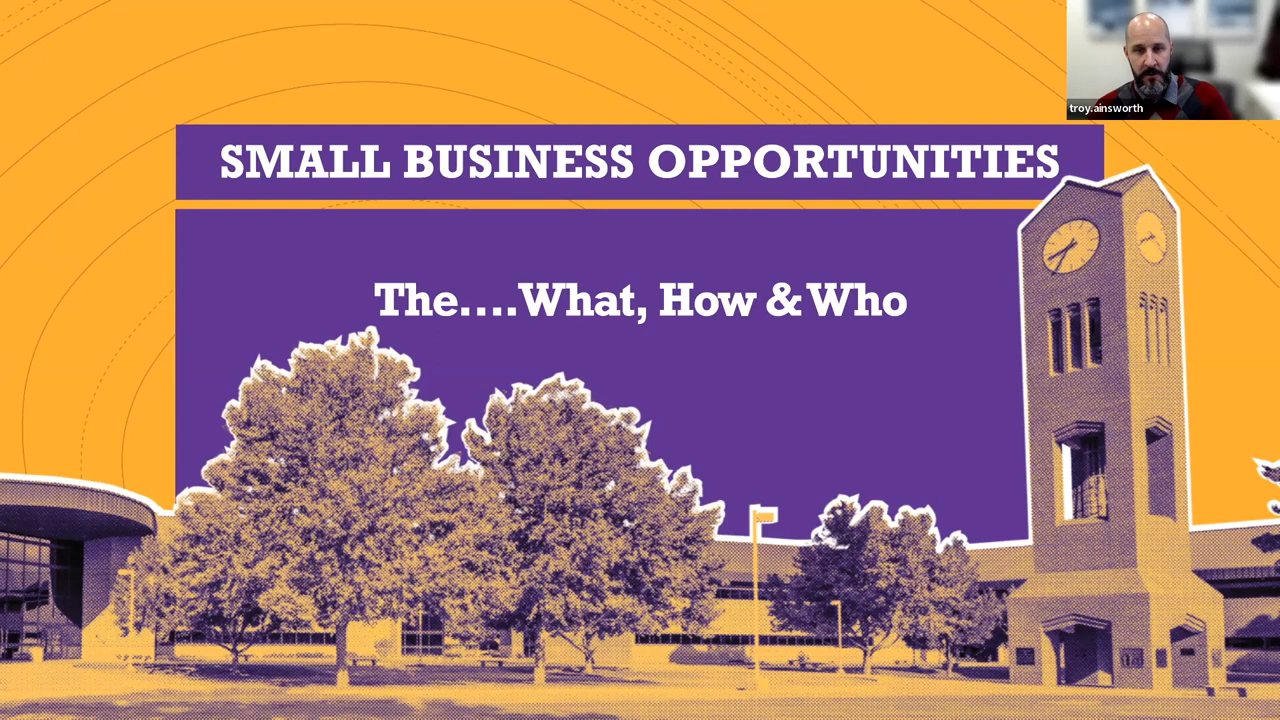 troy.ainsworth
SMALL BUSINESS OPPORTUNITIES
The....What, How & Who